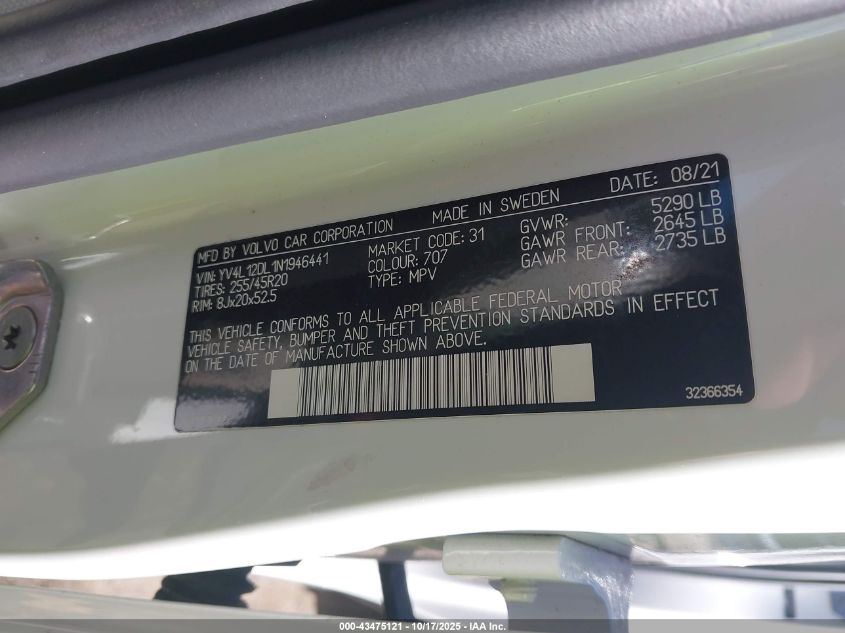 MFD BY VOLVO CAR CORPORATION MADE IN SWEDEN DATE: 08/21
VIN: YV4L12DL1N1946441 MARKET CODE: 31 GVWR: 5290 LB
TIRES: 255/45R20 COLOUR: 707 GAWR FRONT: 2645 LB
RIM: 8Jx20x52.5 TYPE: MPV GAWR REAR: 2735 LB
THIS VEHICLE CONFORMS TO ALL APPLICABLE FEDERAL MOTOR
VEHICLE SAFETY, BUMPER AND THEFT PREVENTION STANDARDS IN EFFECT
ON THE DATE OF MANUFACTURE SHOWN ABOVE.
32366354
000-43475121 - 10/17/2025 - IAA Inc.